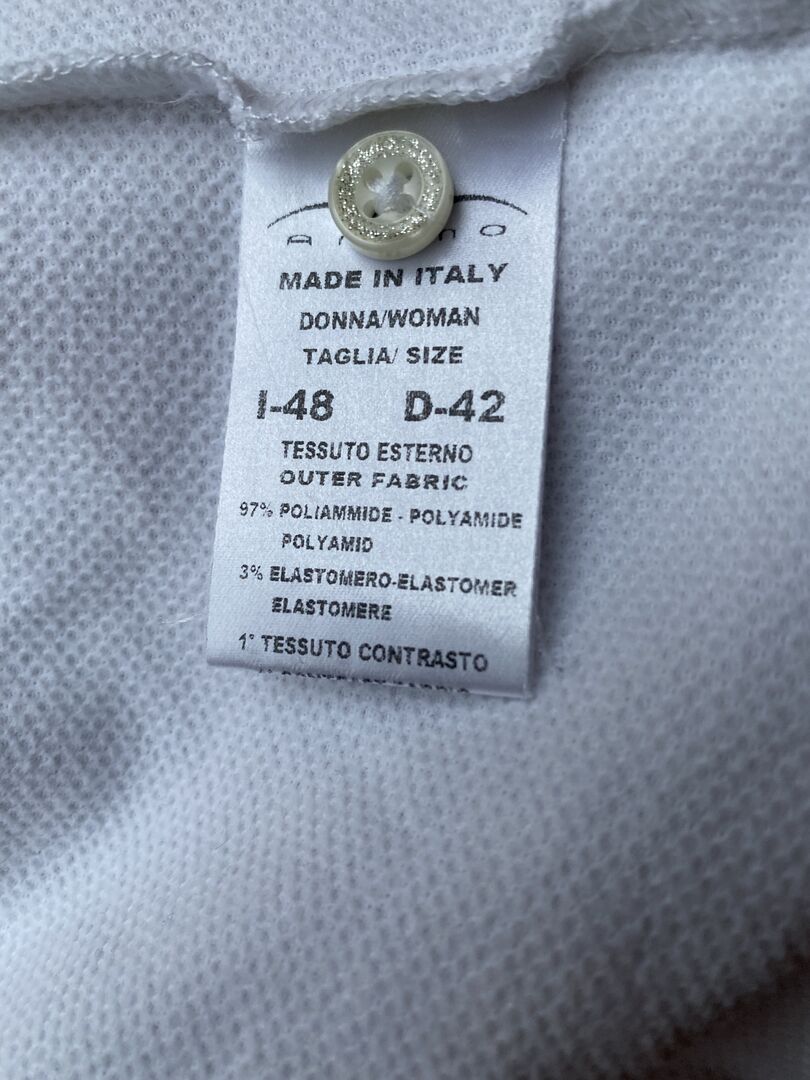 MADE IN ITALY
DONNA/WOMAN
TAGLIA/ SIZE
I-48 D-42
TESSUTO ESTERNO
OUTER FABRIC
97% POLIAMMIDE - POLYAMIDE
POLYAMID
3% ELASTOMERO-ELASTOMER
ELASTOMERE
1° TESSUTO CONTRASTO